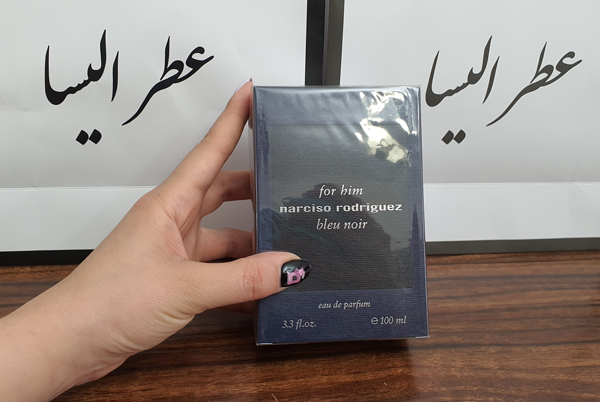 عطر الیسا
عطر الیسا
for him
narciso rodriguez
bleu noir
eau de parfum
3.3 fl.oz. ℮ 100 ml